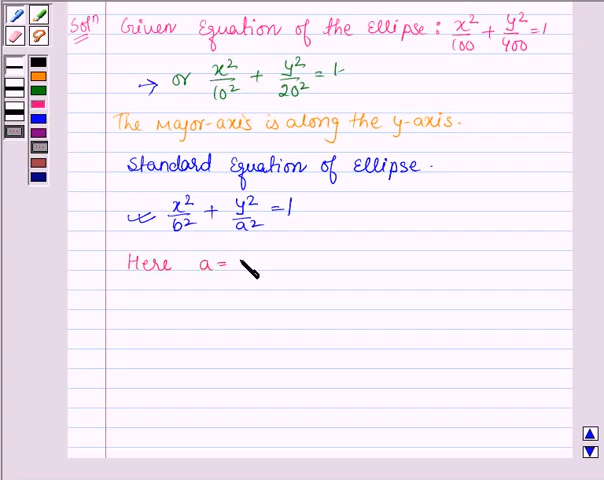 Solⁿ Given Equation of the Ellipse: x²/100 + y²/400 = 1
→ or x²/10² + y²/20² = 1.
The major-axis is along the y-axis.
Standard Equation of Ellipse.
x²/b² + y²/a² = 1
Here a =